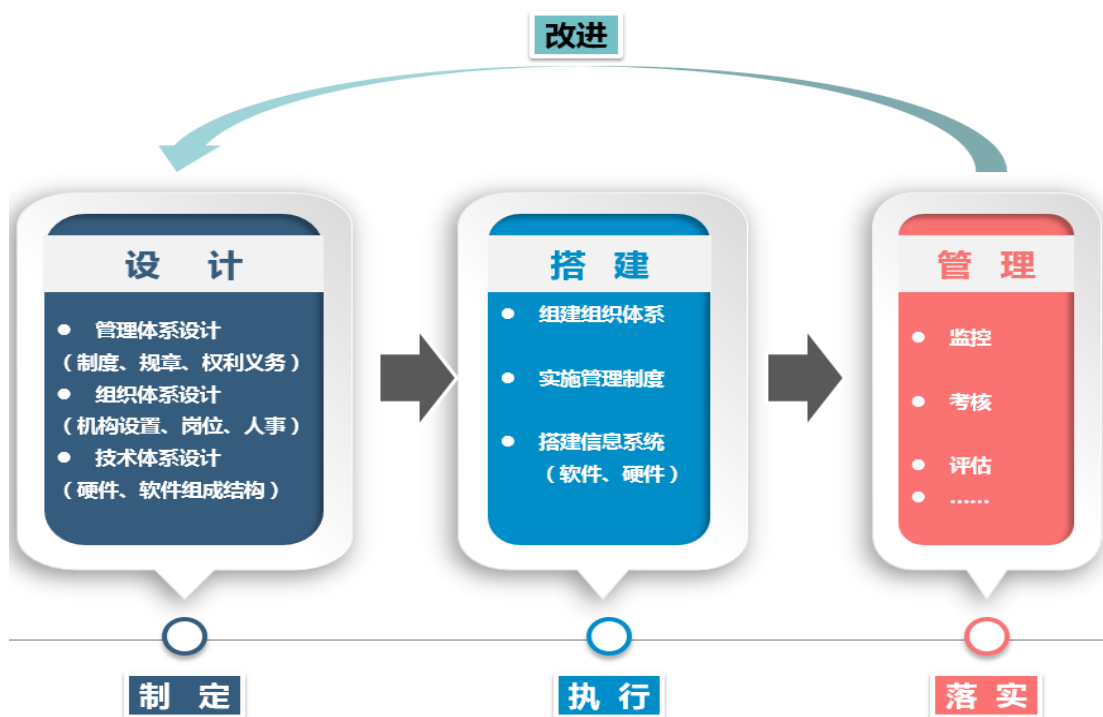 改进
设 计
● 管理体系设计
（制度、规章、权利义务）
● 组织体系设计
（机构设置、岗位、人事）
● 技术体系设计
（硬件、软件组成结构）
搭 建
● 组建组织体系
● 实施管理制度
● 搭建信息系统
（软件、硬件）
管 理
● 监控
● 考核
● 评估
● ……
制 定
执 行
落 实